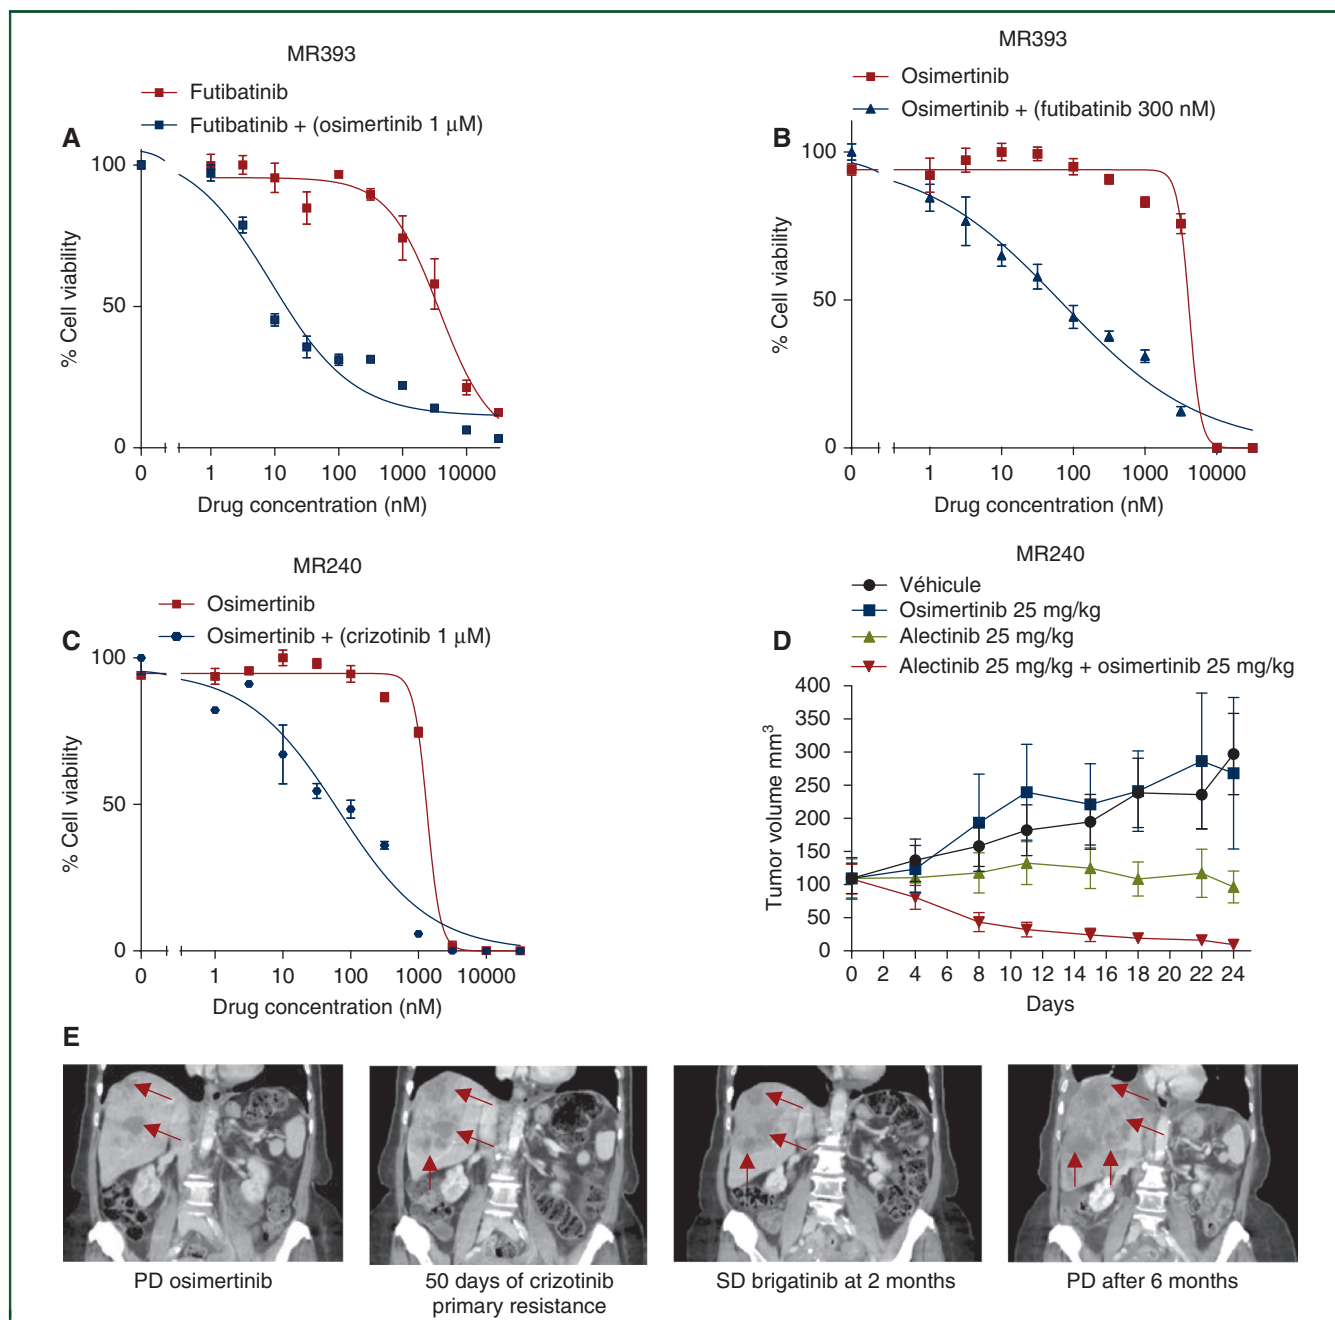 MR393
Futibatinib
Futibatinib + (osimertinib 1 μM)
A
100
50
0
% Cell viability
0 1 10 100 1000 10000
Drug concentration (nM)
MR393
Osimertinib
Osimertinib + (futibatinib 300 nM)
B
100
50
0
% Cell viability
0 1 10 100 1000 10000
Drug concentration (nM)
MR240
Osimertinib
Osimertinib + (crizotinib 1 μM)
C
100
50
0
% Cell viability
0 1 10 100 1000 10000
Drug concentration (nM)
MR240
Véhicule
Osimertinib 25 mg/kg
Alectinib 25 mg/kg
Alectinib 25 mg/kg + osimertinib 25 mg/kg
D
400
350
300
250
200
150
100
50
0
Tumor volume mm³
0 2 4 6 8 10 12 14 16 18 20 22 24
Days
E
PD osimertinib
50 days of crizotinib
primary resistance
SD brigatinib at 2 months
PD after 6 months